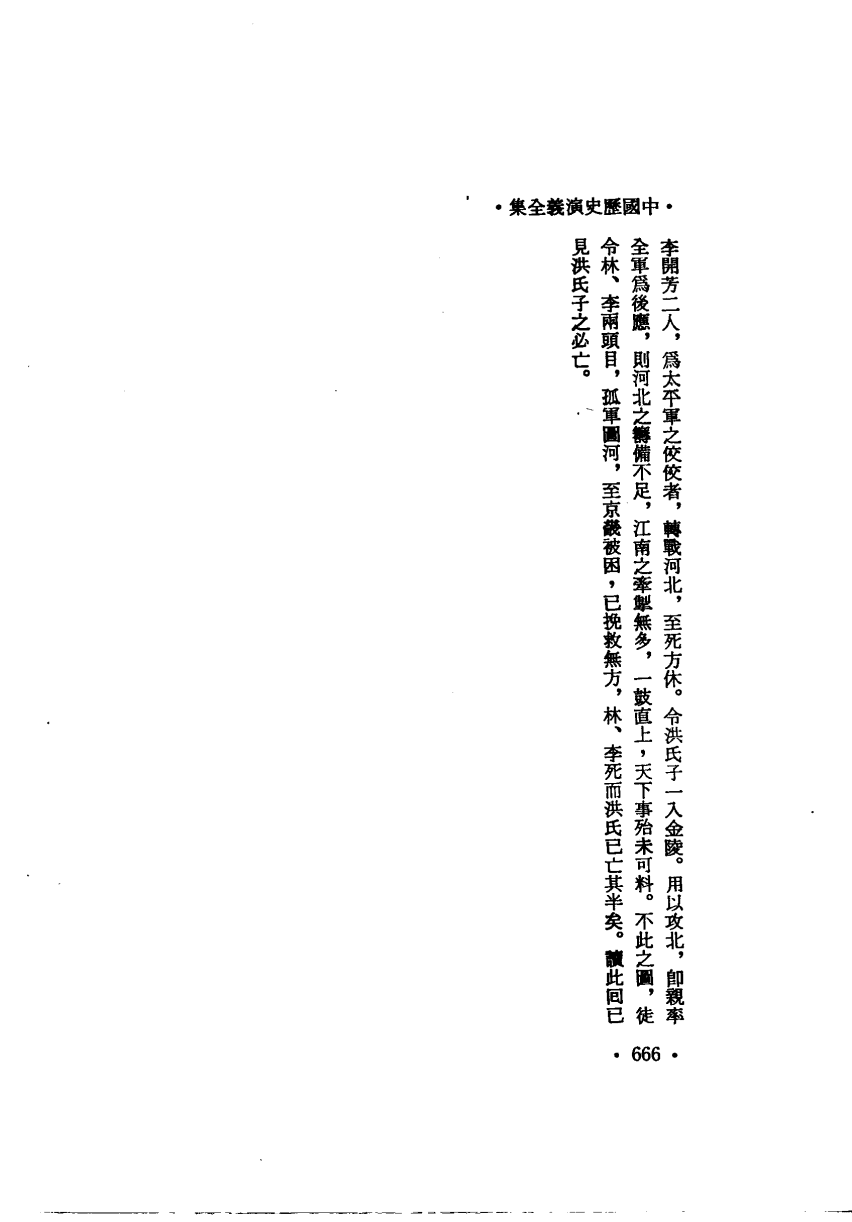 •中國歷史演義全集•
李開芳二人，爲太平軍之佼佼者，轉戰河北，至死方休。令洪氏子一入金陵。用以攻北，卽親率
全軍爲後應，則河北之籌備不足，江南之牽掣無多，一鼓直上，天下事殆未可料。不此之圖，徒
令林、李兩頭目，孤軍圖河，至京畿被困，已挽救無方，林、李死而洪氏已亡其半矣。讀此回已
見洪氏子之必亡。
• 666 •